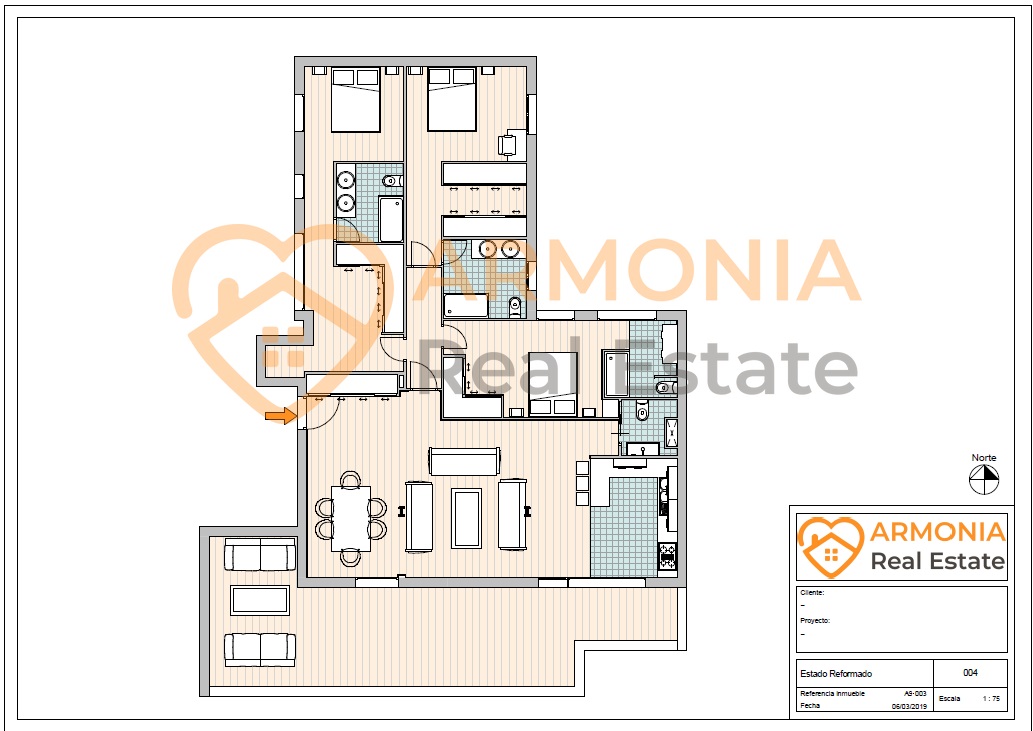 ARMONIA
Real Estate
Norte
ARMONIA
Real Estate
Cliente:
–
Proyecto:
–
Estado Reformado
004
Referencia Inmueble
A9-003
Fecha
06/03/2019
Escala
1 : 75